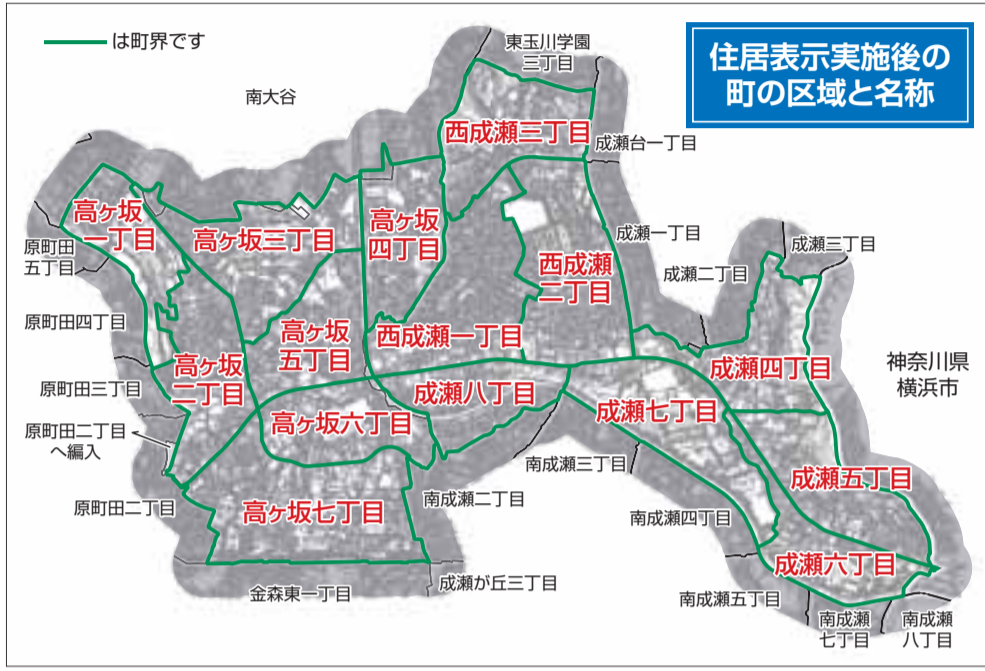 は町界です
住居表示実施後の
町の区域と名称
東玉川学園
三丁目
南大谷
西成瀬三丁目
成瀬台一丁目
高ヶ坂
一丁目
高ヶ坂三丁目
高ヶ坂
四丁目
成瀬一丁目
成瀬三丁目
原町田
五丁目
西成瀬
二丁目
成瀬二丁目
原町田四丁目
高ヶ坂
五丁目
西成瀬一丁目
高ヶ坂
二丁目
成瀬四丁目
神奈川県
横浜市
原町田三丁目
成瀬八丁目
成瀬七丁目
高ヶ坂六丁目
原町田二丁目
へ編入
南成瀬三丁目
成瀬五丁目
原町田二丁目
高ヶ坂七丁目
南成瀬二丁目
南成瀬四丁目
成瀬六丁目
金森東一丁目
成瀬が丘三丁目
南成瀬五丁目
南成瀬
七丁目
南成瀬
八丁目